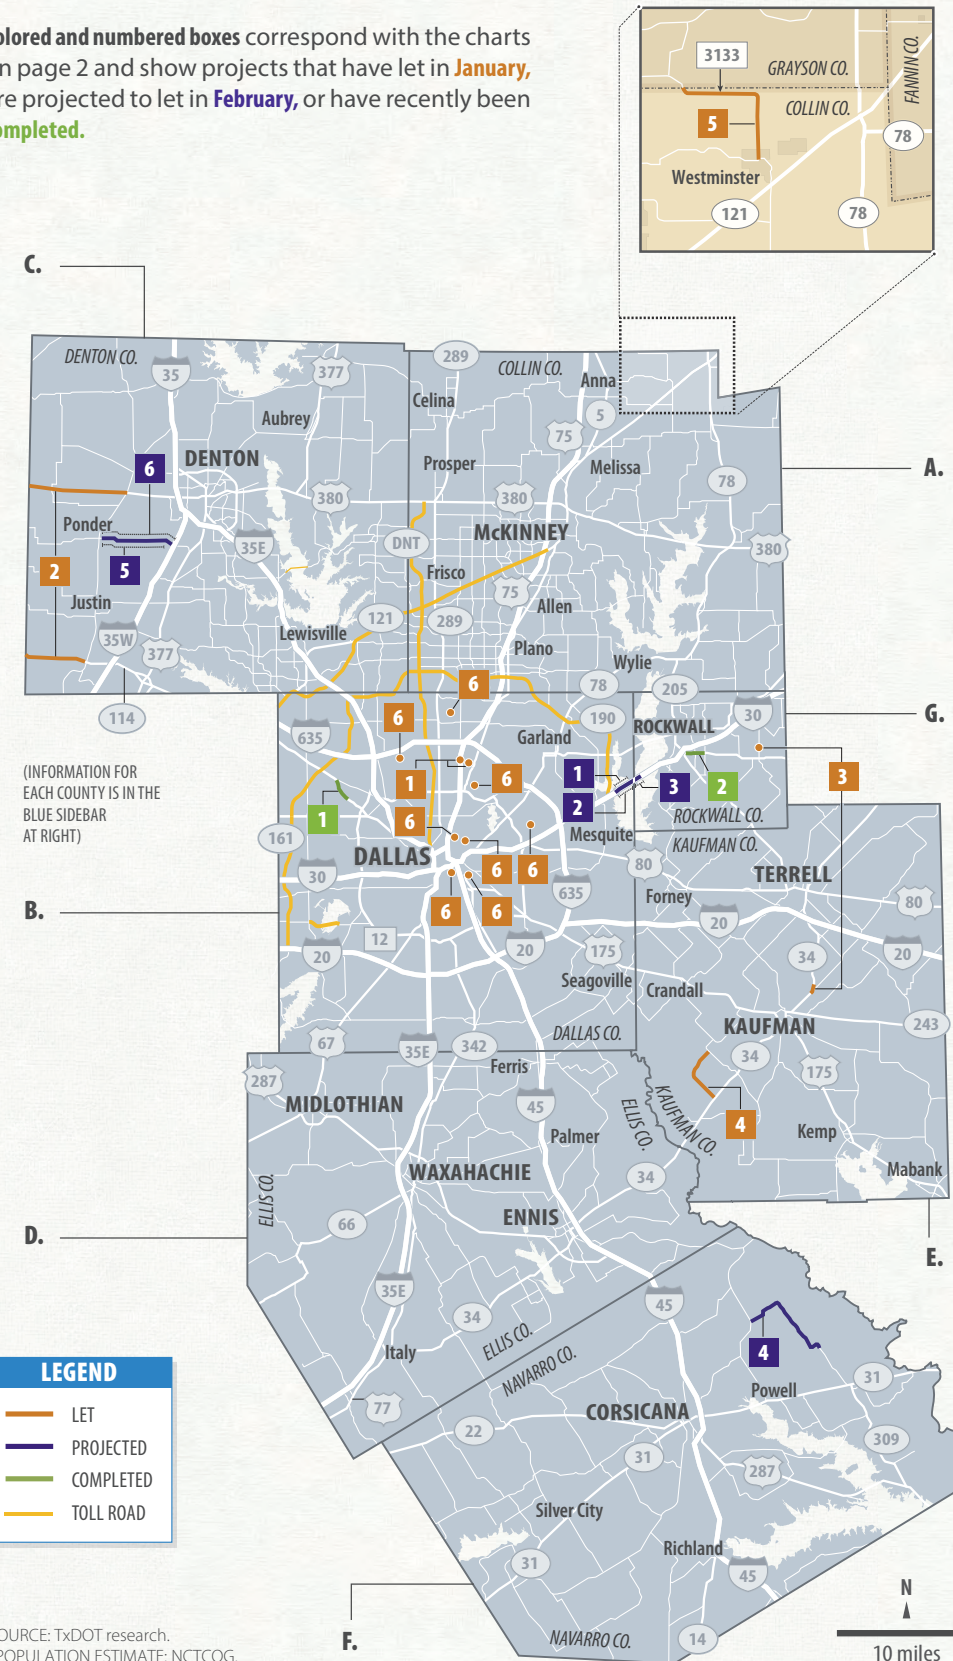 olored and numbered boxes correspond with the charts
n page 2 and show projects that have let in January,
re projected to let in February, or have recently been
ompleted.
3133
GRAYSON CO.
FANNIN CO.
COLLIN CO.
5
78
Westminster
121
78
C.
DENTON CO.
35
377
289
COLLIN CO.
Anna
5
Celina
Aubrey
75
6
DENTON
Prosper
Melissa
A.
380
380
78
Ponder
McKINNEY
35E
DNT
380
2
5
Frisco
75
Justin
Allen
121
289
35W
377
Lewisville
Plano
Wylie
6
78
205
114
6
190
ROCKWALL
30
G.
635
Garland
(INFORMATION FOR
EACH COUNTY IS IN THE
BLUE SIDEBAR
AT RIGHT)
1
6
1
3
2
3
1
6
2
ROCKWALL CO.
161
Mesquite
KAUFMAN CO.
DALLAS
6
6
80
TERRELL
30
635
Forney
80
B.
6
6
20
12
20
175
34
20
20
Seagoville
Crandall
KAUFMAN
243
67
35E
342
DALLAS CO.
34
Ferris
175
287
45
ELLIS CO.
KAUFMAN CO.
MIDLOTHIAN
4
Palmer
Kemp
WAXAHACHIE
34
Mabank
ELLIS CO.
ENNIS
66
D.
E.
35E
45
34
ELLIS CO.
4
Italy
NAVARRO CO.
LEGEND
LET
PROJECTED
COMPLETED
TOLL ROAD
Powell
31
77
CORSICANA
22
309
31
287
Silver City
Richland
31
45
N
F.
NAVARRO CO.
14
10 miles
OURCE: TxDOT research.
POPULATION ESTIMATE: NCTCOG.